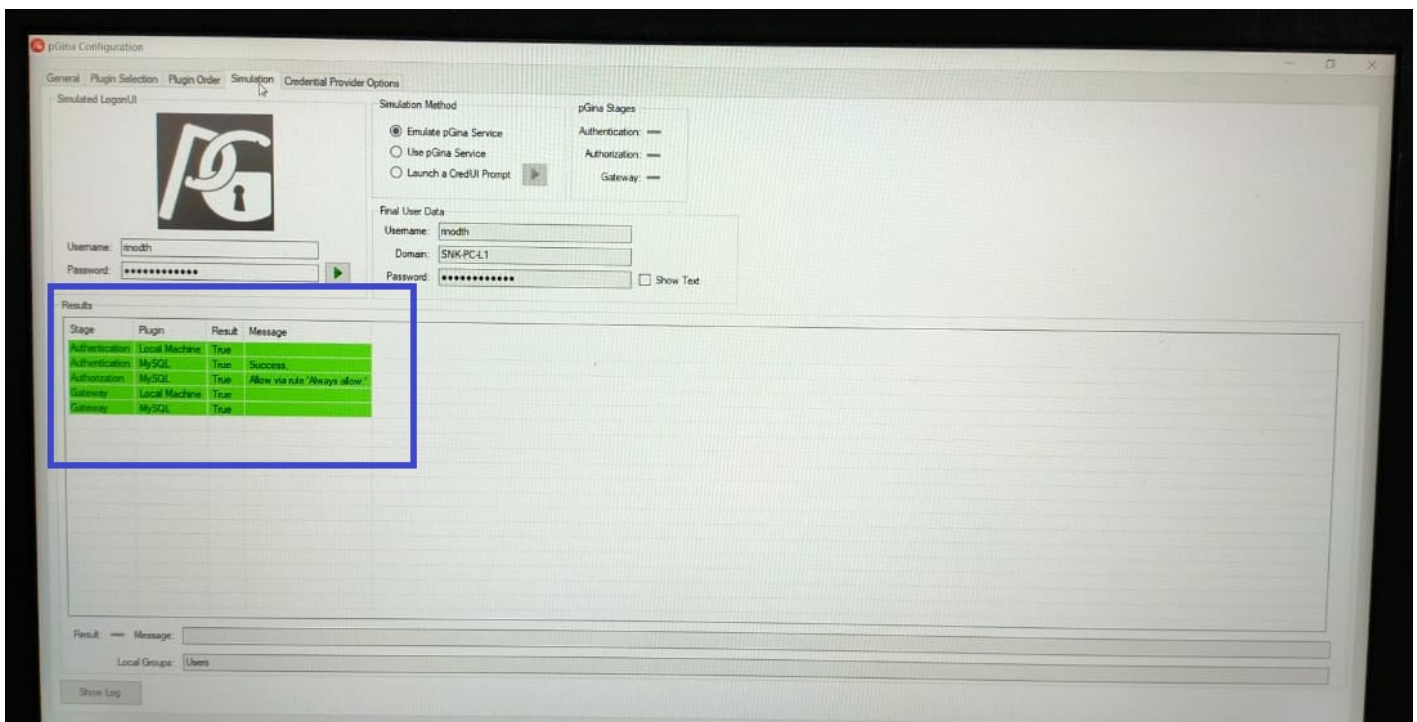 pGina Configuration
General Plugin Selection Plugin Order Simulation Credential Provider Options
Simulated LogonUI
Username:
Password: ••••••••••••
Simulation Method
Emulate pGina Service
Use pGina Service
Launch a CredUI Prompt
pGina Stages
Authentication:
Authorization:
Gateway:
Final User Data
Username:
Domain: SNK-PC-L1
Password: ••••••••••••
Show Text
Results
Stage Plugin Result Message
Authentication Local Machine True
Authentication MySQL True Success.
Authorization MySQL True Allow via rule 'Always allow.'
Gateway Local Machine True
Gateway MySQL True
Result: Message:
Local Groups: Users
Show Log